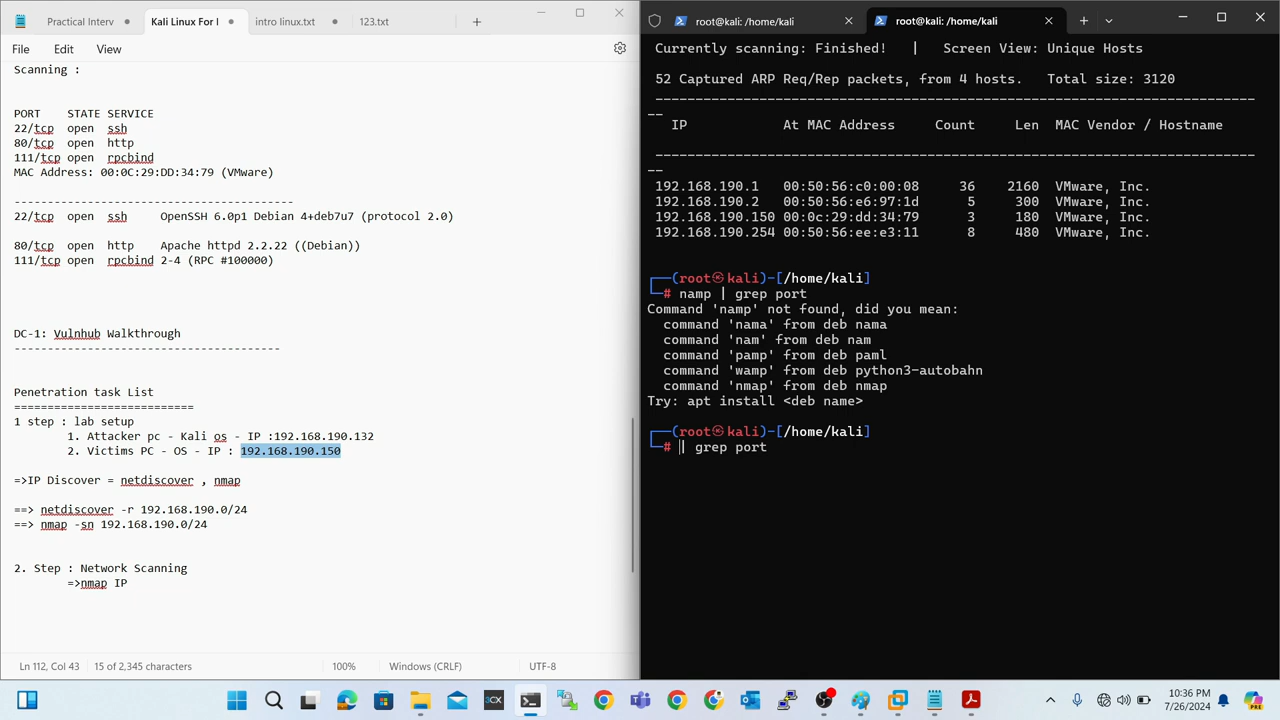 Practical Interv
Kali Linux For I
intro linux.txt
123.txt
File Edit View
Scanning :
PORT STATE SERVICE
22/tcp open ssh
80/tcp open http
111/tcp open rpcbind
MAC Address: 00:0C:29:DD:34:79 (VMware)
------------------------------------------
22/tcp open ssh OpenSSH 6.0p1 Debian 4+deb7u7 (protocol 2.0)
80/tcp open http Apache httpd 2.2.22 ((Debian))
111/tcp open rpcbind 2-4 (RPC #100000)
DC-1: Vulnhub Walkthrough
----------------------------------------
Penetration task List
===========================
1 step : lab setup
1. Attacker pc - Kali os - IP :192.168.190.132
2. Victims PC - OS - IP : 192.168.190.150
=>IP Discover = netdiscover , nmap
==> netdiscover -r 192.168.190.0/24
==> nmap -sn 192.168.190.0/24
2. Step : Network Scanning
=>nmap IP
Ln 112, Col 43 15 of 2,345 characters 100% Windows (CRLF) UTF-8
root@kali: /home/kali
root@kali: /home/kali
Currently scanning: Finished! | Screen View: Unique Hosts
52 Captured ARP Req/Rep packets, from 4 hosts. Total size: 3120
_____________________________________________________________________________
IP At MAC Address Count Len MAC Vendor / Hostname
-----------------------------------------------------------------------------
192.168.190.1 00:50:56:c0:00:08 36 2160 VMware, Inc.
192.168.190.2 00:50:56:e6:97:1d 5 300 VMware, Inc.
192.168.190.150 00:0c:29:dd:34:79 3 180 VMware, Inc.
192.168.190.254 00:50:56:ee:e3:11 8 480 VMware, Inc.
┌──(root㉿kali)-[/home/kali]
└─# namp | grep port
Command 'namp' not found, did you mean:
command 'nama' from deb nama
command 'nam' from deb nam
command 'pamp' from deb paml
command 'wamp' from deb python3-autobahn
command 'nmap' from deb nmap
Try: apt install <deb name>
┌──(root㉿kali)-[/home/kali]
└─# | grep port
3CX
PRE
10:36 PM
7/26/2024